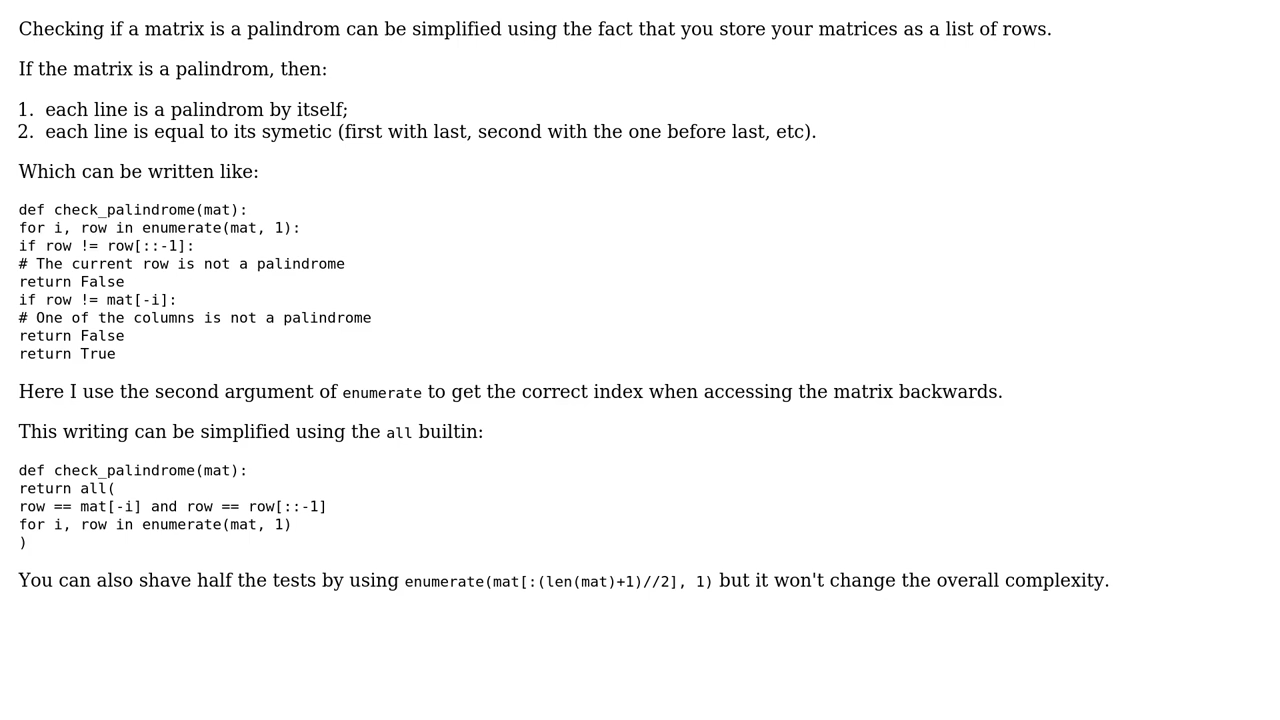 Checking if a matrix is a palindrom can be simplified using the fact that you store your matrices as a list of rows.
If the matrix is a palindrom, then:
1. each line is a palindrom by itself;
2. each line is equal to its symetic (first with last, second with the one before last, etc).
Which can be written like:
def check_palindrome(mat):
for i, row in enumerate(mat, 1):
if row != row[::-1]:
# The current row is not a palindrome
return False
if row != mat[-i]:
# One of the columns is not a palindrome
return False
return True
Here I use the second argument of enumerate to get the correct index when accessing the matrix backwards.
This writing can be simplified using the all builtin:
def check_palindrome(mat):
return all(
row == mat[-i] and row == row[::-1]
for i, row in enumerate(mat, 1)
)
You can also shave half the tests by using enumerate(mat[:(len(mat)+1)//2], 1) but it won't change the overall complexity.